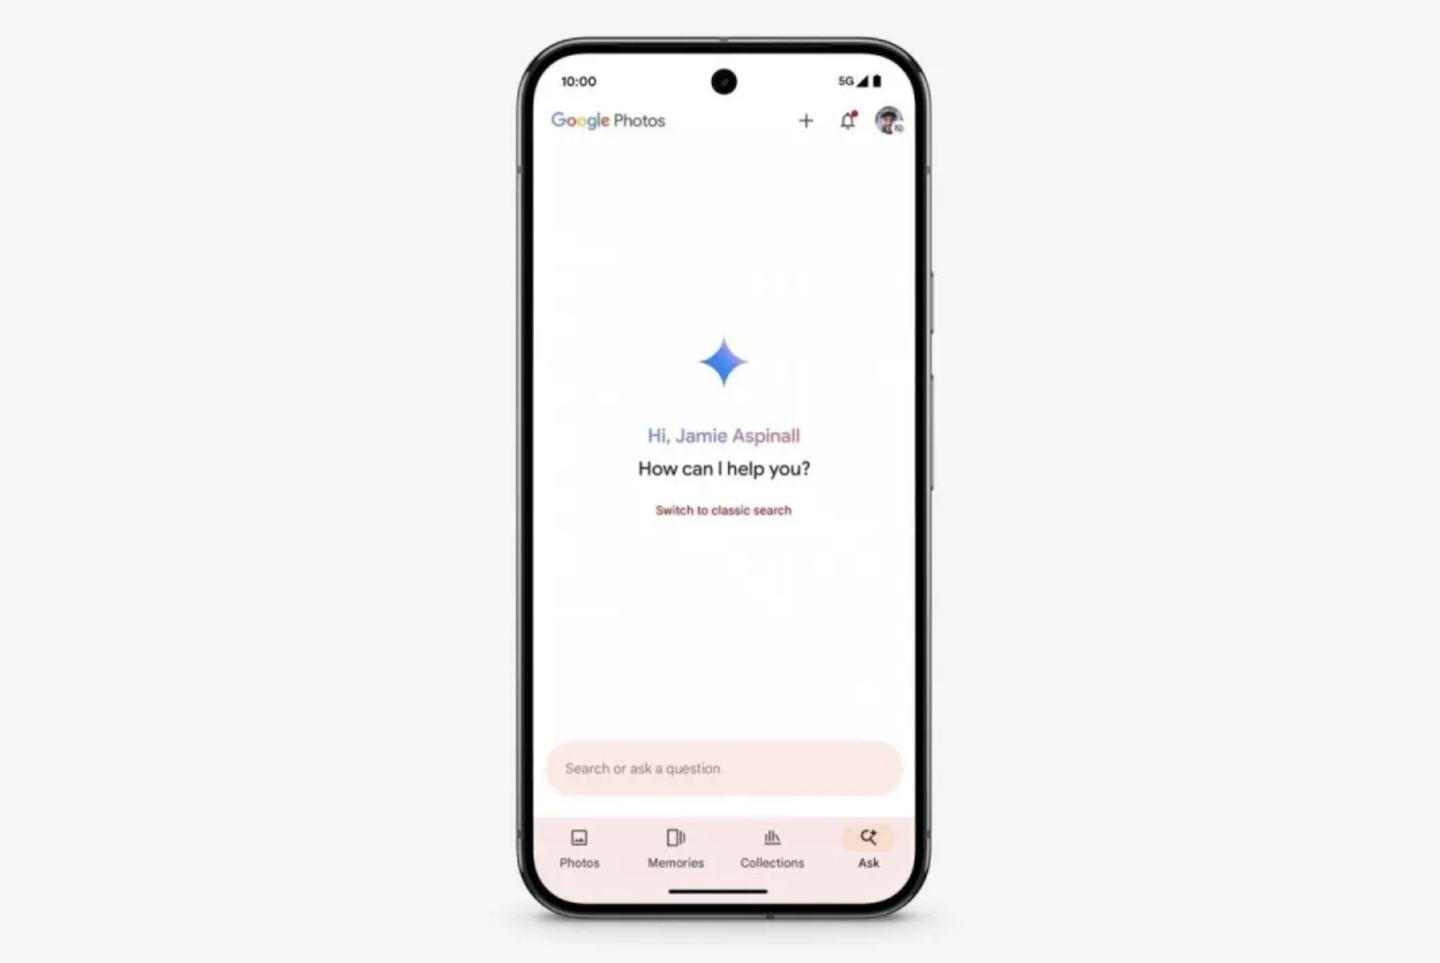 10:00
5G
Google Photos
Hi, Jamie Aspinall
How can I help you?
Switch to classic search
Search or ask a question
Photos
Memories
Collections
Ask